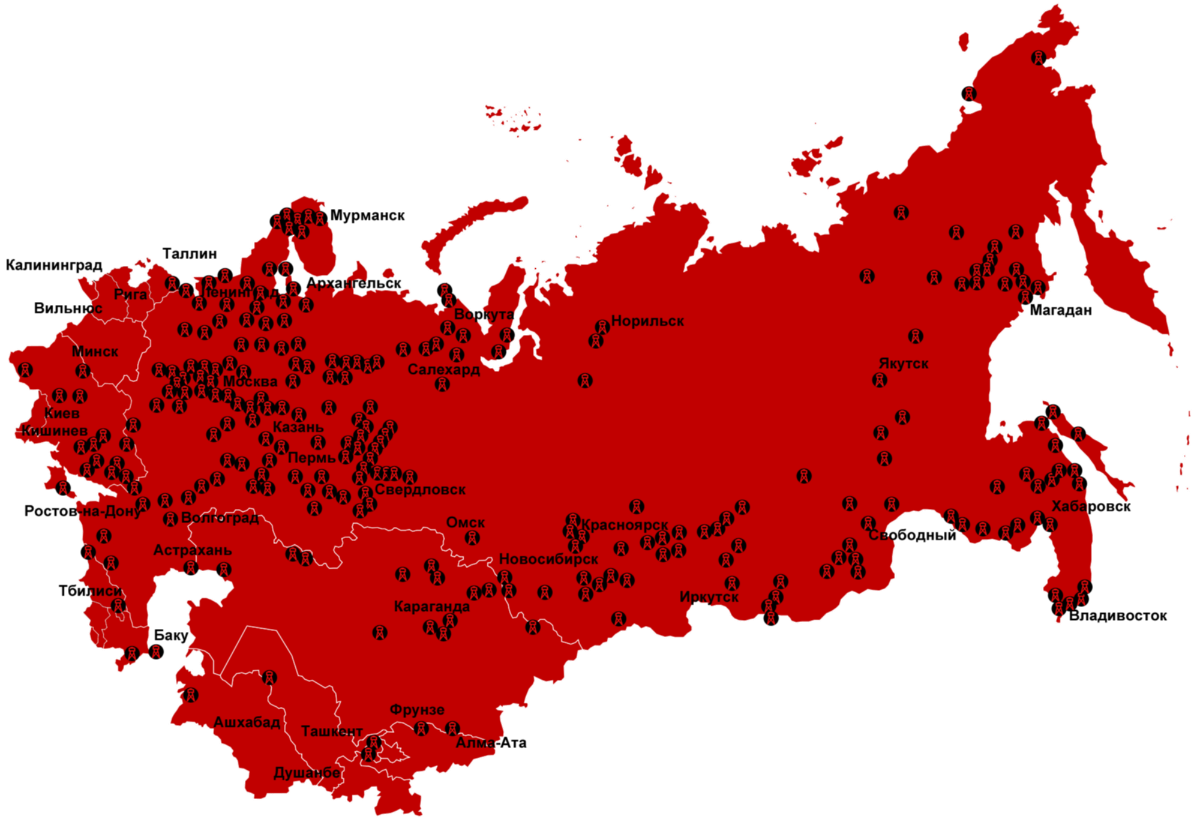 Мурманск
Таллин
Калининград
Архангельск
Рига
Ленинград
Вильнюс
Воркута
Норильск
Магадан
Минск
Салехард
Якутск
Москва
Киев
Казань
Кишинев
Пермь
Свердловск
Ростов-на-Дону
Волгоград
Хабаровск
Омск
Красноярск
Свободный
Астрахань
Новосибирск
Тбилиси
Иркутск
Караганда
Владивосток
Баку
Фрунзе
Ашхабад
Ташкент
Алма-Ата
Душанбе